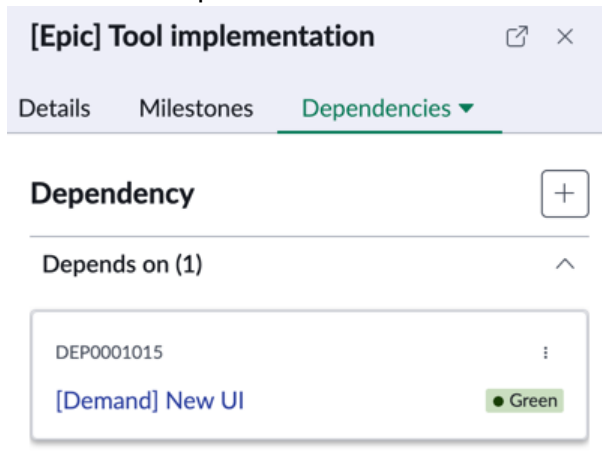 [Epic] Tool implementation
Details Milestones Dependencies
Dependency
Depends on (1)
DEP0001015
[Demand] New UI Green